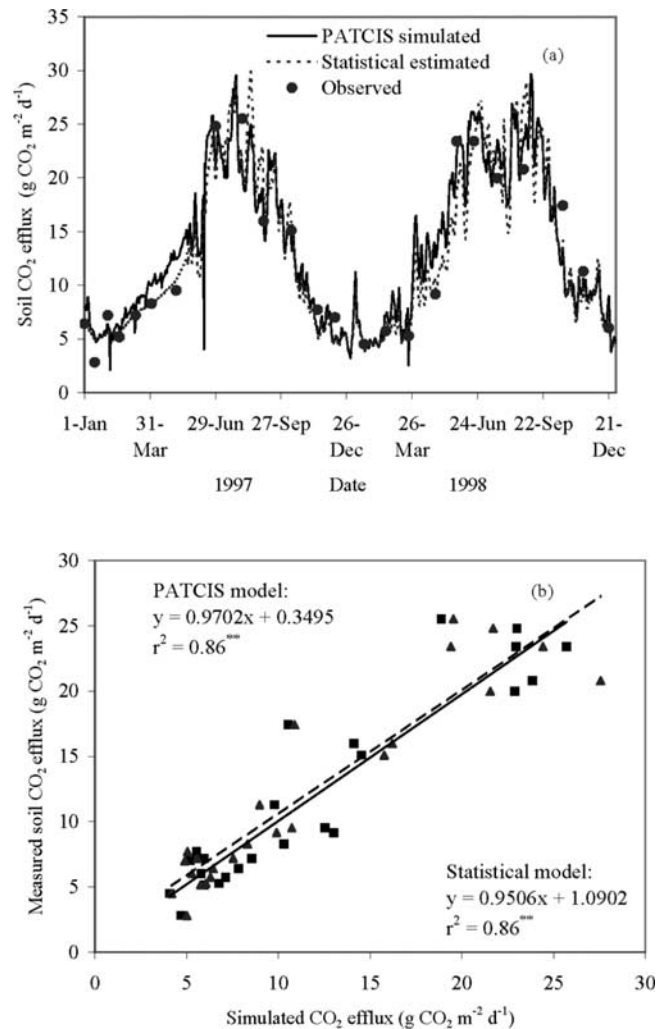 35
30
25
20
15
10
5
0
Soil CO₂ efflux (g CO₂ m⁻² d⁻¹)
PATCIS simulated
Statistical estimated
Observed
(a)
1-Jan 31-Mar 29-Jun 27-Sep 26-Dec 26-Mar 24-Jun 22-Sep 21-Dec
1997 Date 1998
30
25
20
15
10
5
0
Measured soil CO₂ efflux (g CO₂ m⁻² d⁻¹)
PATCIS model:
y = 0.9702x + 0.3495
r² = 0.86**
(b)
Statistical model:
y = 0.9506x + 1.0902
r² = 0.86**
0 5 10 15 20 25 30
Simulated CO₂ efflux (g CO₂ m⁻² d⁻¹)